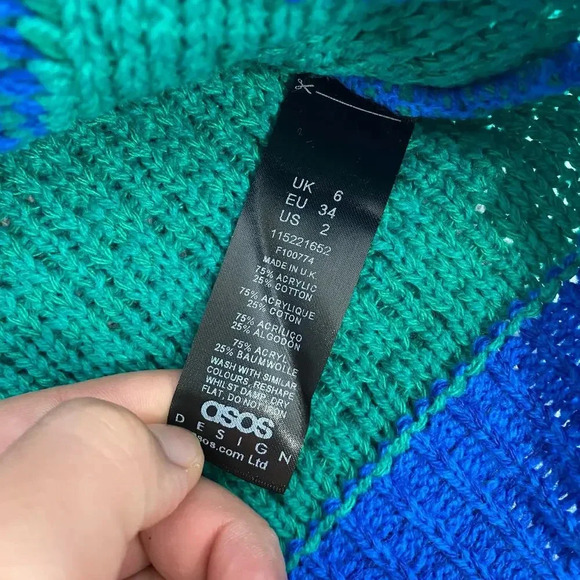 UK 6
EU 34
US 2
115221652
F100774
MADE IN U.K.
75% ACRYLIC
25% COTTON
75% ACRYLIQUE
25% COTON
75% ACRÍLICO
25% ALGODÓN
75% ACRYL
25% BAUMWOLLE
WASH WITH SIMILAR
COLOURS, RESHAPE
WHILST DAMP, DRY
FLAT, DO NOT IRON
asos
DESIGN
asos.com Ltd